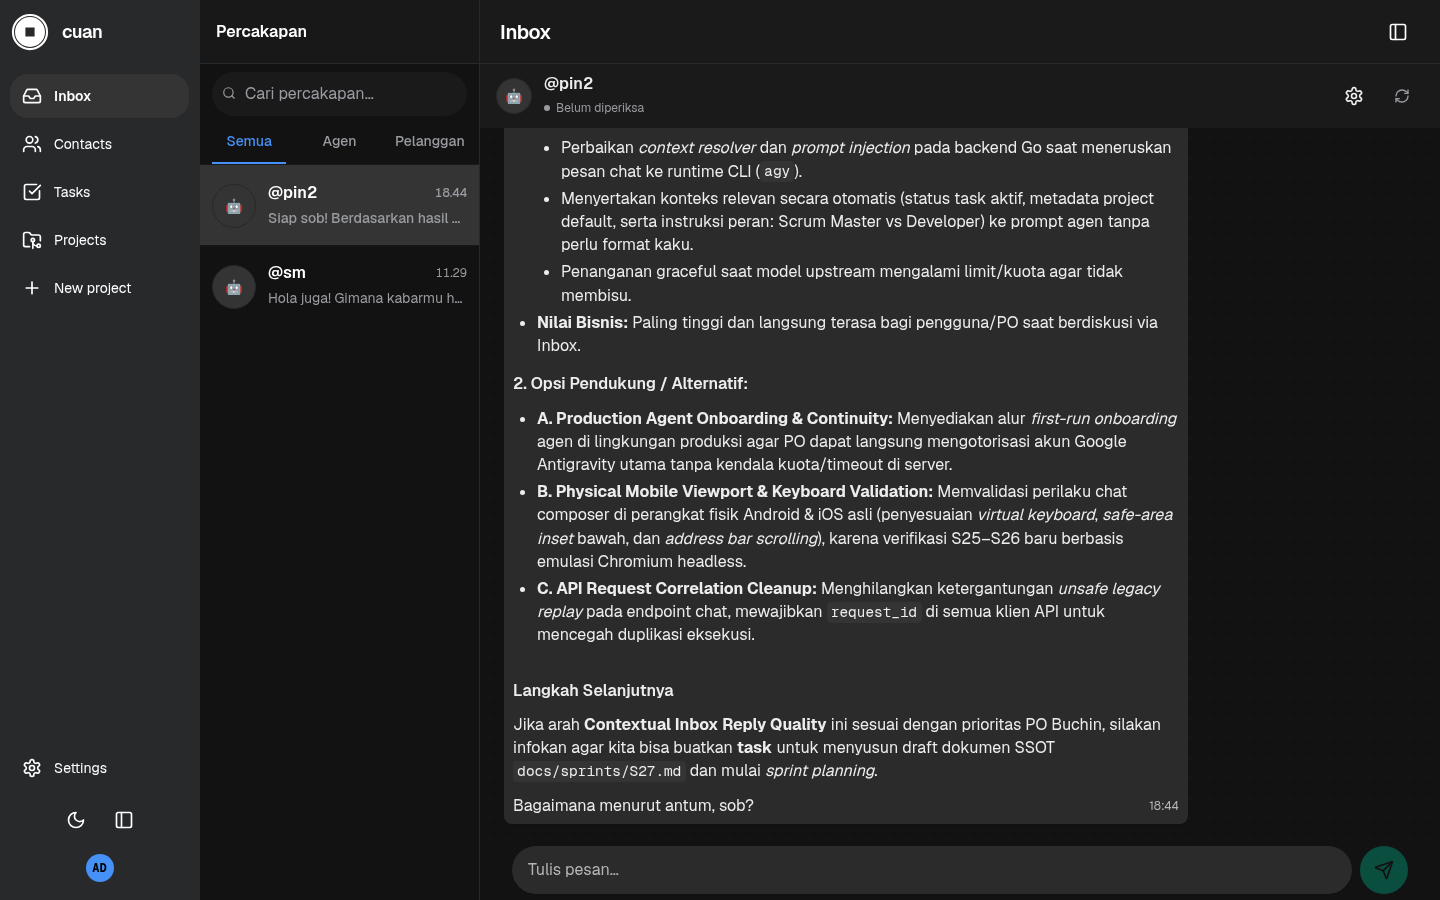 cuan
Inbox
Contacts
Tasks
Projects
New project
Settings
AD
Percakapan
Cari percakapan...
Semua
Agen
Pelanggan
@pin2
18.44
Siap sob! Berdasarkan hasil ...
@sm
11.29
Hola juga! Gimana kabarmu h...
Inbox
@pin2
Belum diperiksa
• Perbaikan context resolver dan prompt injection pada backend Go saat meneruskan
pesan chat ke runtime CLI ( agy ).
• Menyertakan konteks relevan secara otomatis (status task aktif, metadata project
default, serta instruksi peran: Scrum Master vs Developer) ke prompt agen tanpa
perlu format kaku.
• Penanganan graceful saat model upstream mengalami limit/kuota agar tidak
membisu.
• Nilai Bisnis: Paling tinggi dan langsung terasa bagi pengguna/PO saat berdiskusi via
Inbox.
2. Opsi Pendukung / Alternatif:
• A. Production Agent Onboarding & Continuity: Menyediakan alur first-run onboarding
agen di lingkungan produksi agar PO dapat langsung mengotorisasi akun Google
Antigravity utama tanpa kendala kuota/timeout di server.
• B. Physical Mobile Viewport & Keyboard Validation: Memvalidasi perilaku chat
composer di perangkat fisik Android & iOS asli (penyesuaian virtual keyboard, safe-area
inset bawah, dan address bar scrolling), karena verifikasi S25–S26 baru berbasis
emulasi Chromium headless.
• C. API Request Correlation Cleanup: Menghilangkan ketergantungan unsafe legacy
replay pada endpoint chat, mewajibkan request_id di semua klien API untuk
mencegah duplikasi eksekusi.
Langkah Selanjutnya
Jika arah Contextual Inbox Reply Quality ini sesuai dengan prioritas PO Buchin, silakan
infokan agar kita bisa buatkan task untuk menyusun draft dokumen SSOT
docs/sprints/S27.md dan mulai sprint planning.
Bagaimana menurut antum, sob?
18:44
Tulis pesan...